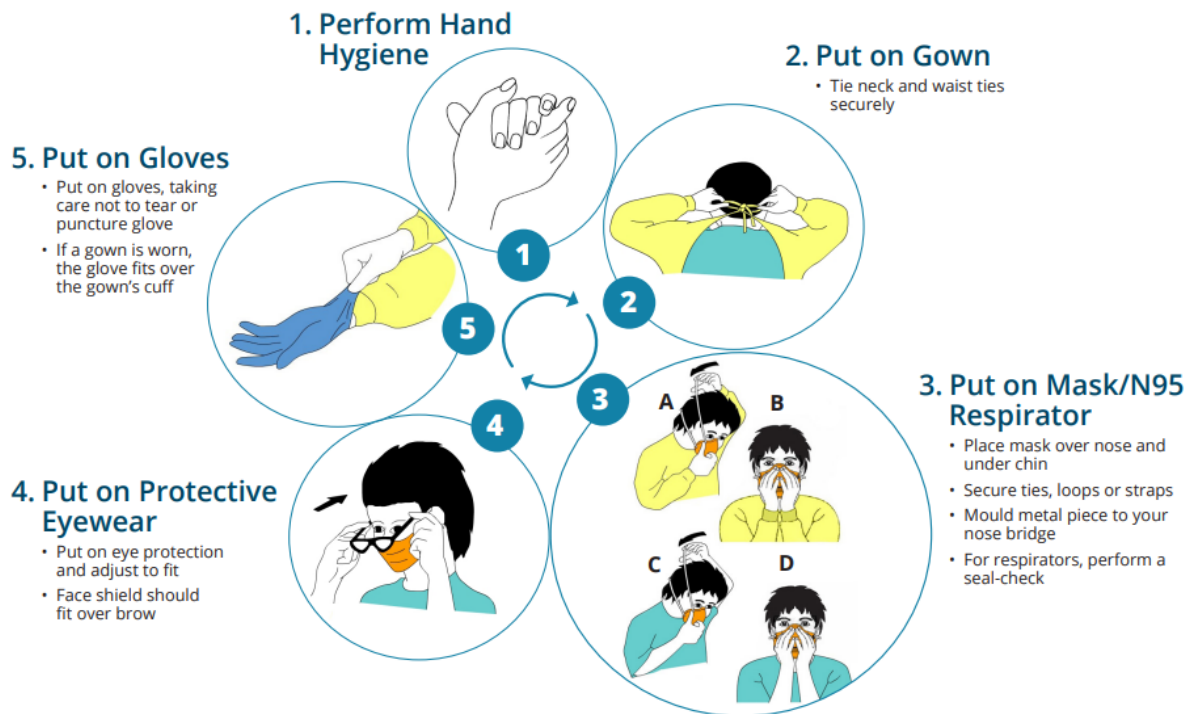 1. Perform Hand
Hygiene
1
2. Put on Gown
• Tie neck and waist ties
securely
2
3. Put on Mask/N95
Respirator
• Place mask over nose and
under chin
• Secure ties, loops or straps
• Mould metal piece to your
nose bridge
• For respirators, perform a
seal-check
3
A
B
C
D
4. Put on Protective
Eyewear
• Put on eye protection
and adjust to fit
• Face shield should
fit over brow
4
5. Put on Gloves
• Put on gloves, taking
care not to tear or
puncture glove
• If a gown is worn,
the glove fits over
the gown's cuff
5